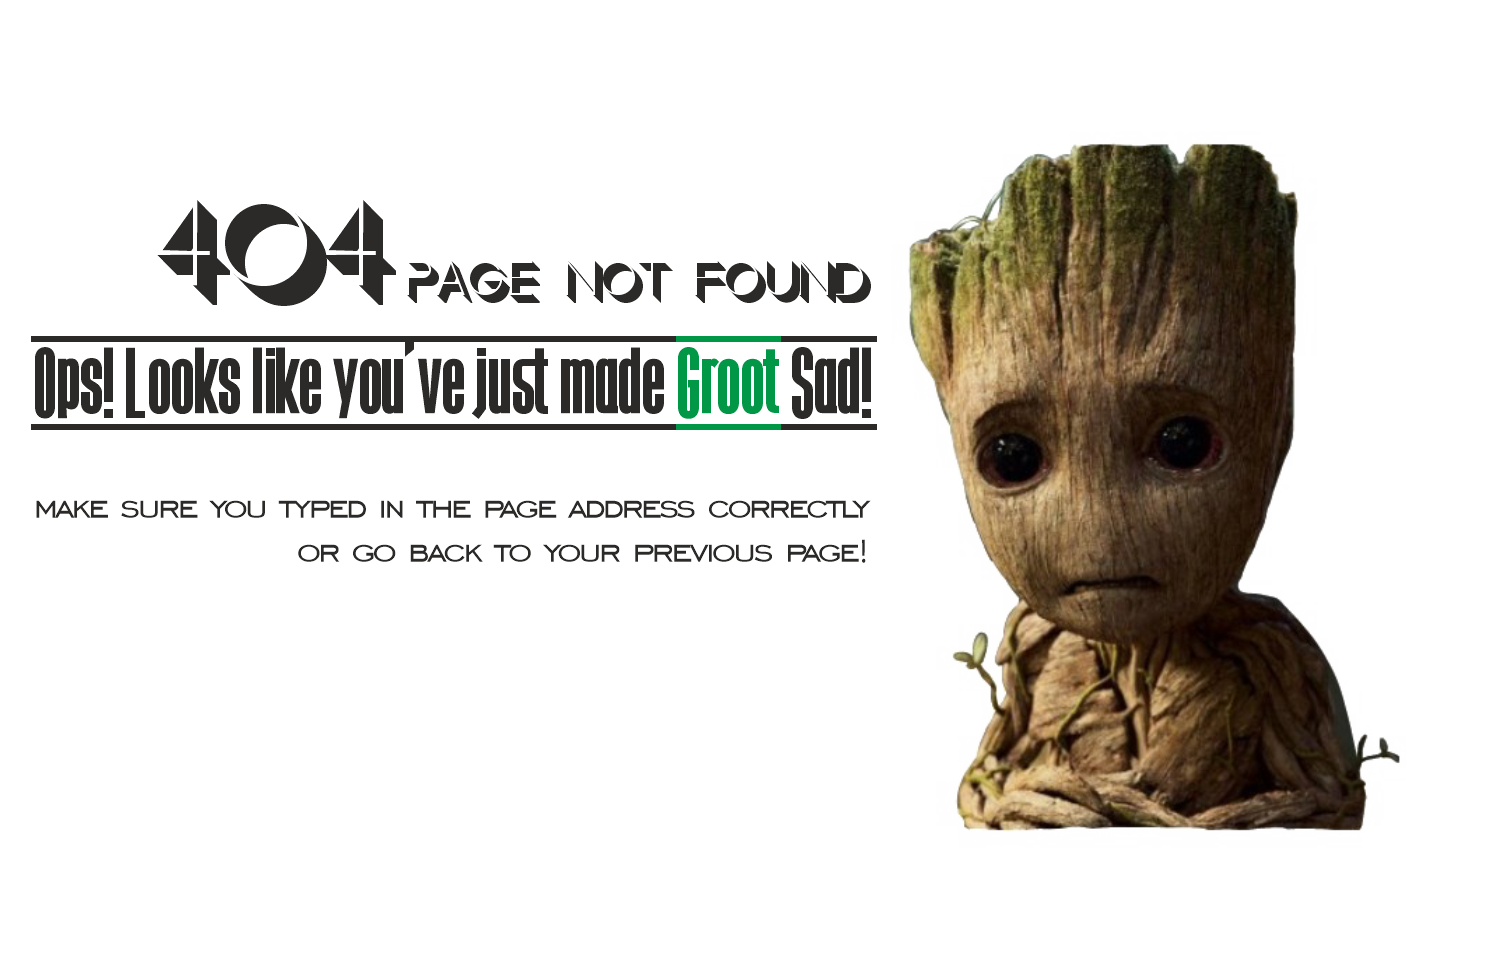 404 PAGE NOT FOUND
Ops! Looks like you've just made Groot Sad!
MAKE SURE YOU TYPED IN THE PAGE ADDRESS CORRECTLY
OR GO BACK TO YOUR PREVIOUS PAGE!